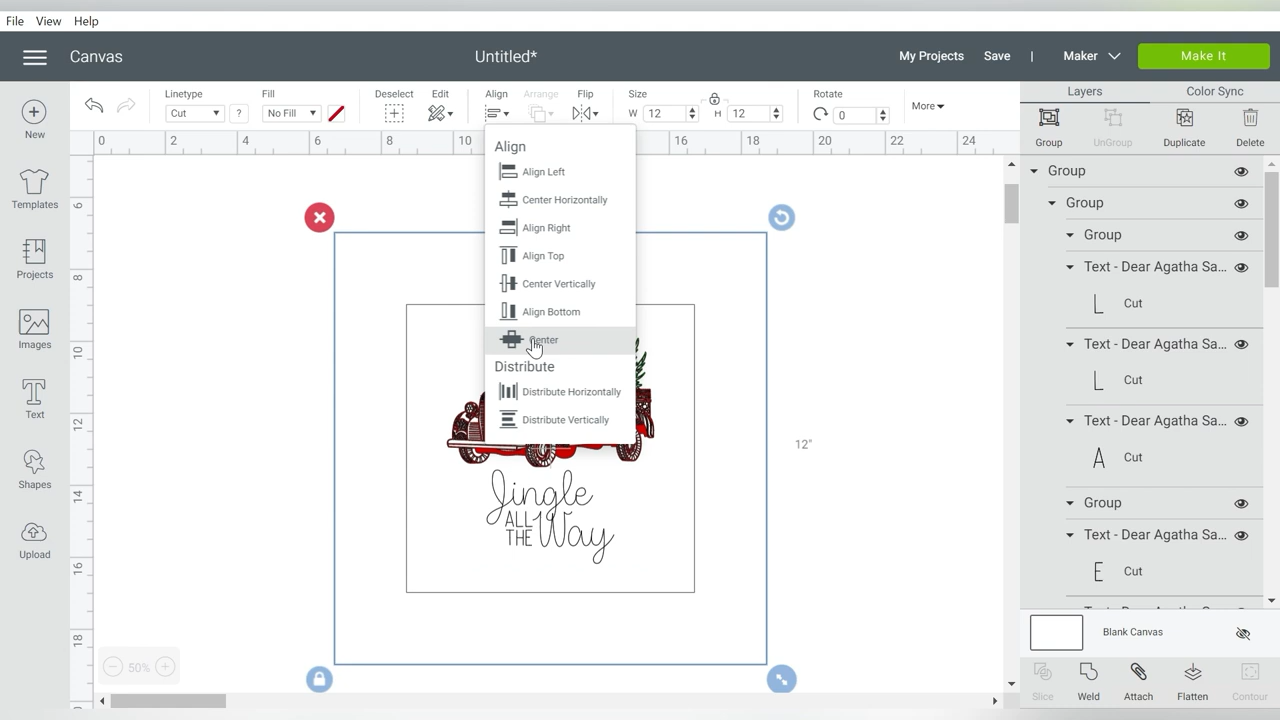 File View Help
Canvas Untitled* My Projects Save | Maker Make It
Linetype Fill Deselect Edit Align Arrange Flip Size Rotate
Cut ? No Fill W 12 H 12 0 More
Layers Color Sync
Group UnGroup Duplicate Delete
New
Templates
Projects
Images
Text
Shapes
Upload
0 2 4 6 8 10 16 18 20 22 24
6
8
10
12
14
16
18
Align
Align Left
Center Horizontally
Align Right
Align Top
Center Vertically
Align Bottom
Center
Distribute
Distribute Horizontally
Distribute Vertically
12"
Jingle
ALL
THE Way
50%
Group
Group
Group
Text - Dear Agatha Sa...
L Cut
Text - Dear Agatha Sa...
L Cut
Text - Dear Agatha Sa...
A Cut
Group
Text - Dear Agatha Sa...
E Cut
Blank Canvas
Slice Weld Attach Flatten Contour